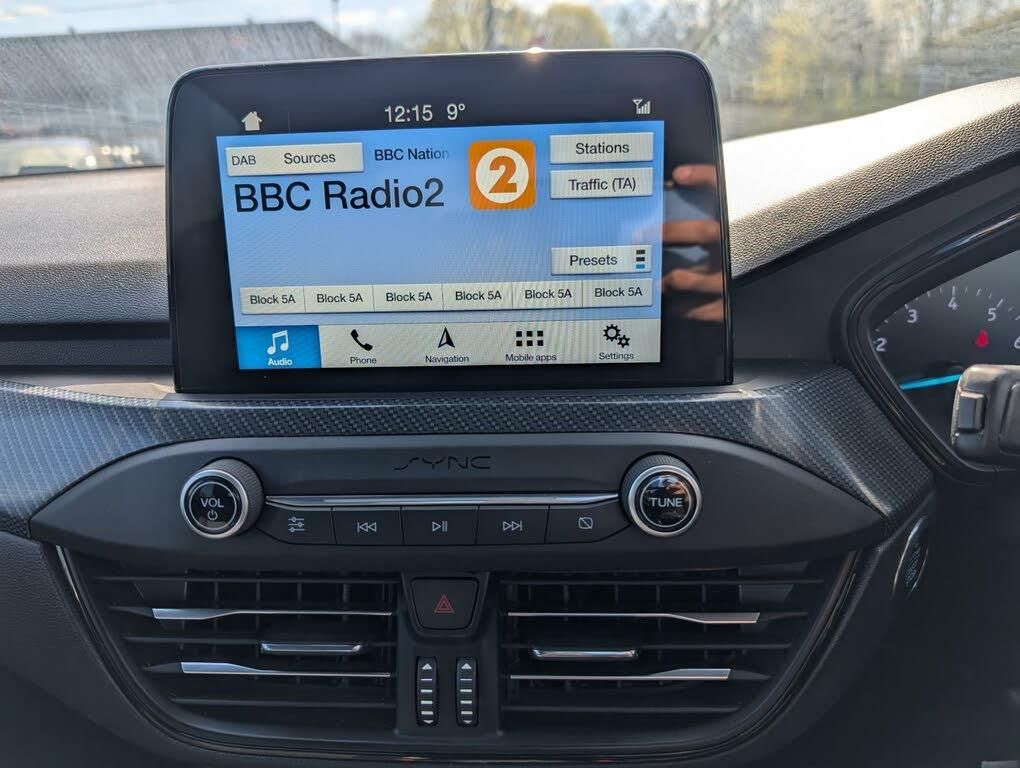 12:15 9°
DAB Sources BBC Nation Stations
2
BBC Radio2 Traffic (TA)
Presets
Block 5A Block 5A Block 5A Block 5A Block 5A Block 5A
Audio Phone Navigation Mobile apps Settings
2 3 4 5 6
SYNC
VOL TUNE